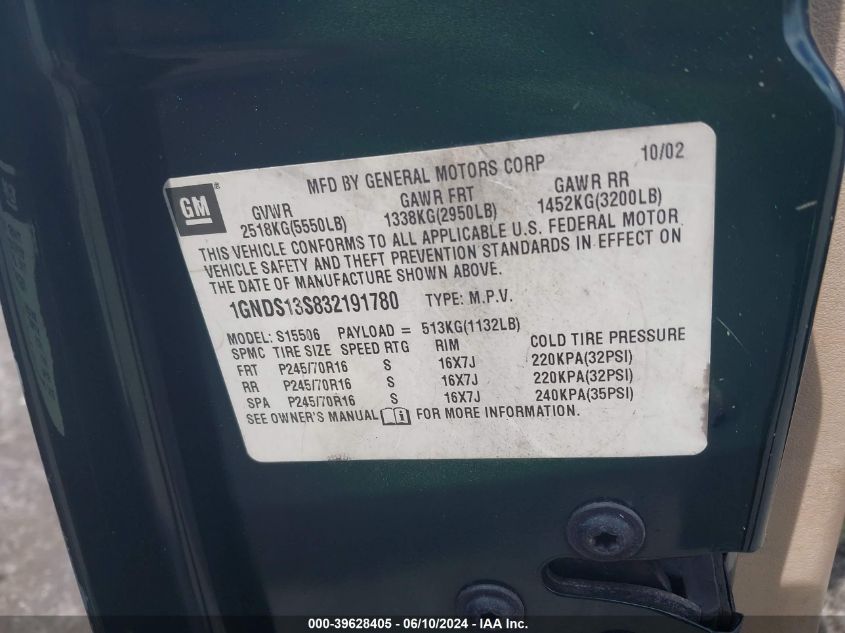 MFD BY GENERAL MOTORS CORP 10/02
GM®
GVWR GAWR FRT GAWR RR
2518KG(5550LB) 1338KG(2950LB) 1452KG(3200LB)
THIS VEHICLE CONFORMS TO ALL APPLICABLE U.S. FEDERAL MOTOR
VEHICLE SAFETY AND THEFT PREVENTION STANDARDS IN EFFECT ON
THE DATE OF MANUFACTURE SHOWN ABOVE.
1GNDS13S832191780 TYPE: M.P.V.
MODEL: S15506 PAYLOAD = 513KG(1132LB)
SPMC TIRE SIZE SPEED RTG RIM COLD TIRE PRESSURE
FRT P245/70R16 S 16X7J 220KPA(32PSI)
RR P245/70R16 S 16X7J 220KPA(32PSI)
SPA P245/70R16 S 16X7J 240KPA(35PSI)
SEE OWNER'S MANUAL i FOR MORE INFORMATION.
000-39628405 - 06/10/2024 - IAA Inc.